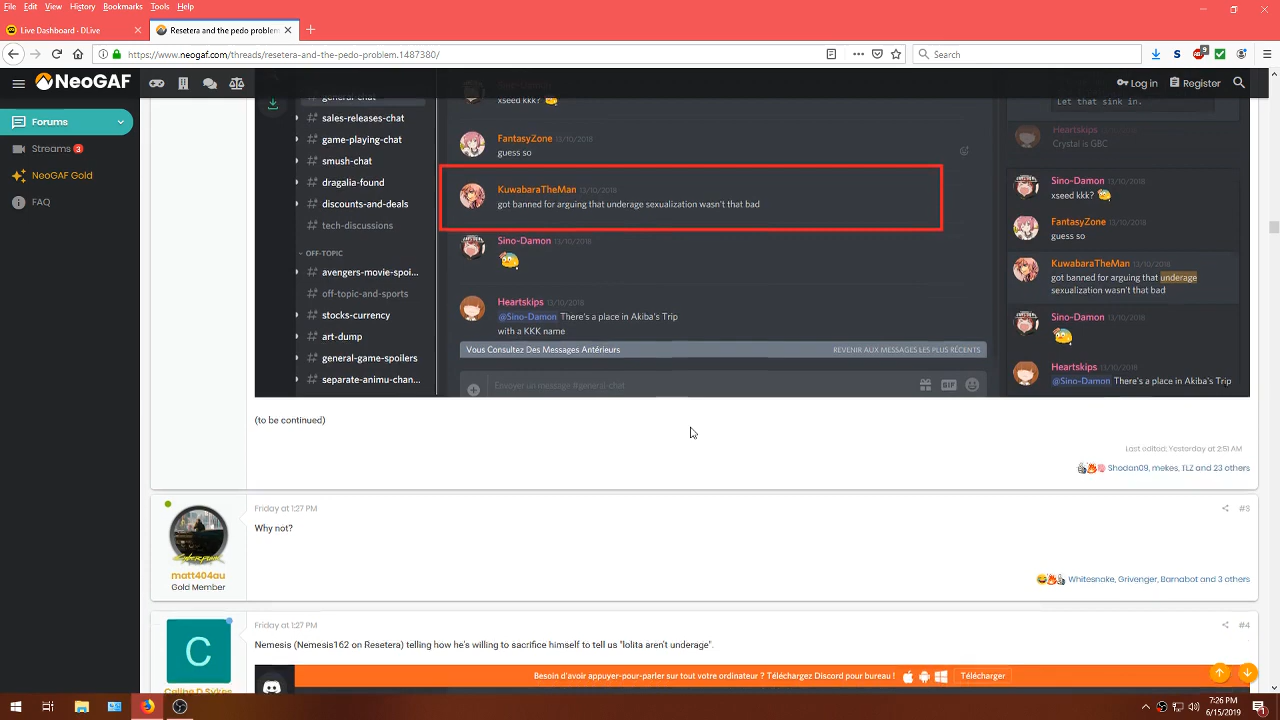 File Edit View History Bookmarks Tools Help
Live Dashboard - DLive
Resetera and the pedo problem
https://www.neogaf.com/threads/resetera-and-the-pedo-problem.1487380/
Search
9
NeoGAF
Log in
Register
Forums
Streams 3
NeoGAF Gold
FAQ
general-chat
sales-releases-chat
game-playing-chat
smush-chat
dragalia-found
discounts-and-deals
tech-discussions
OFF-TOPIC
avengers-movie-spoi...
off-topic-and-sports
stocks-currency
art-dump
general-game-spoilers
separate-animu-chan...
xseed kkk?
FantasyZone 13/10/2018
guess so
KuwabaraTheMan 13/10/2018
got banned for arguing that underage sexualization wasn't that bad
Sino-Damon 13/10/2018
Heartskips 13/10/2018
@Sino-Damon There's a place in Akiba's Trip
with a KKK name
Vous Consultez Des Messages Antérieurs
REVENIR AUX MESSAGES LES PLUS RÉCENTS
Envoyer un message #general-chat
GIF
Let that sink in.
Heartskips 13/10/2018
Crystal is GBC
Sino-Damon 13/10/2018
xseed kkk?
FantasyZone 13/10/2018
guess so
KuwabaraTheMan 13/10/2018
got banned for arguing that underage
sexualization wasn't that bad
Sino-Damon 13/10/2018
Heartskips 13/10/2018
@Sino-Damon There's a place in Akiba's Trip
(to be continued)
Last edited, Yesterday at 2:51 AM
Shodan09, mekes, TLZ and 23 others
Friday at 1:27 PM
#3
Why not?
matt404au
Gold Member
Whitesnake, Grivenger, Barnabot and 3 others
Friday at 1:27 PM
#4
C
Nemesis (Nemesis162 on Resetera) telling how he's willing to sacrifice himself to tell us "lolita aren't underage".
Besoin d'avoir appuyer-pour-parler sur tout votre ordinateur ? Téléchargez Discord pour bureau !
Télécharger
7:26 PM
6/15/2019